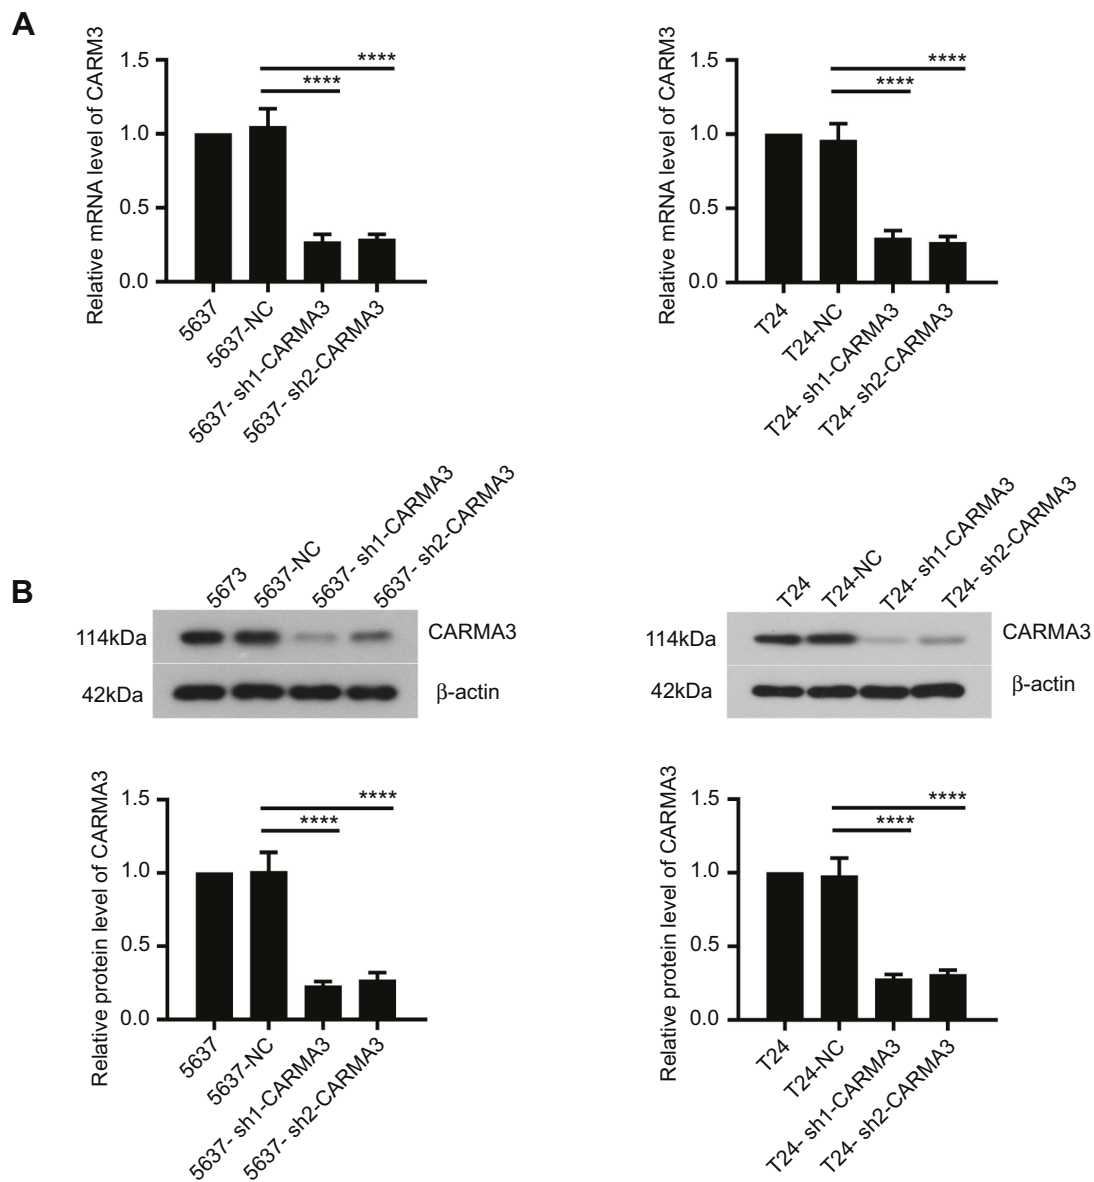 A
Relative mRNA level of CARM3
1.5
1.0
0.5
0.0
****
****
5637
5637-NC
5637- sh1-CARMA3
5637- sh2-CARMA3
Relative mRNA level of CARM3
1.5
1.0
0.5
0.0
****
****
T24
T24-NC
T24- sh1-CARMA3
T24- sh2-CARMA3
B
5673
5637-NC
5637- sh1-CARMA3
5637- sh2-CARMA3
114kDa
CARMA3
42kDa
β-actin
T24
T24-NC
T24- sh1-CARMA3
T24- sh2-CARMA3
114kDa
CARMA3
42kDa
β-actin
Relative protein level of CARMA3
1.5
1.0
0.5
0.0
****
****
5637
5637-NC
5637- sh1-CARMA3
5637- sh2-CARMA3
Relative protein level of CARMA3
1.5
1.0
0.5
0.0
****
****
T24
T24-NC
T24- sh1-CARMA3
T24- sh2-CARMA3